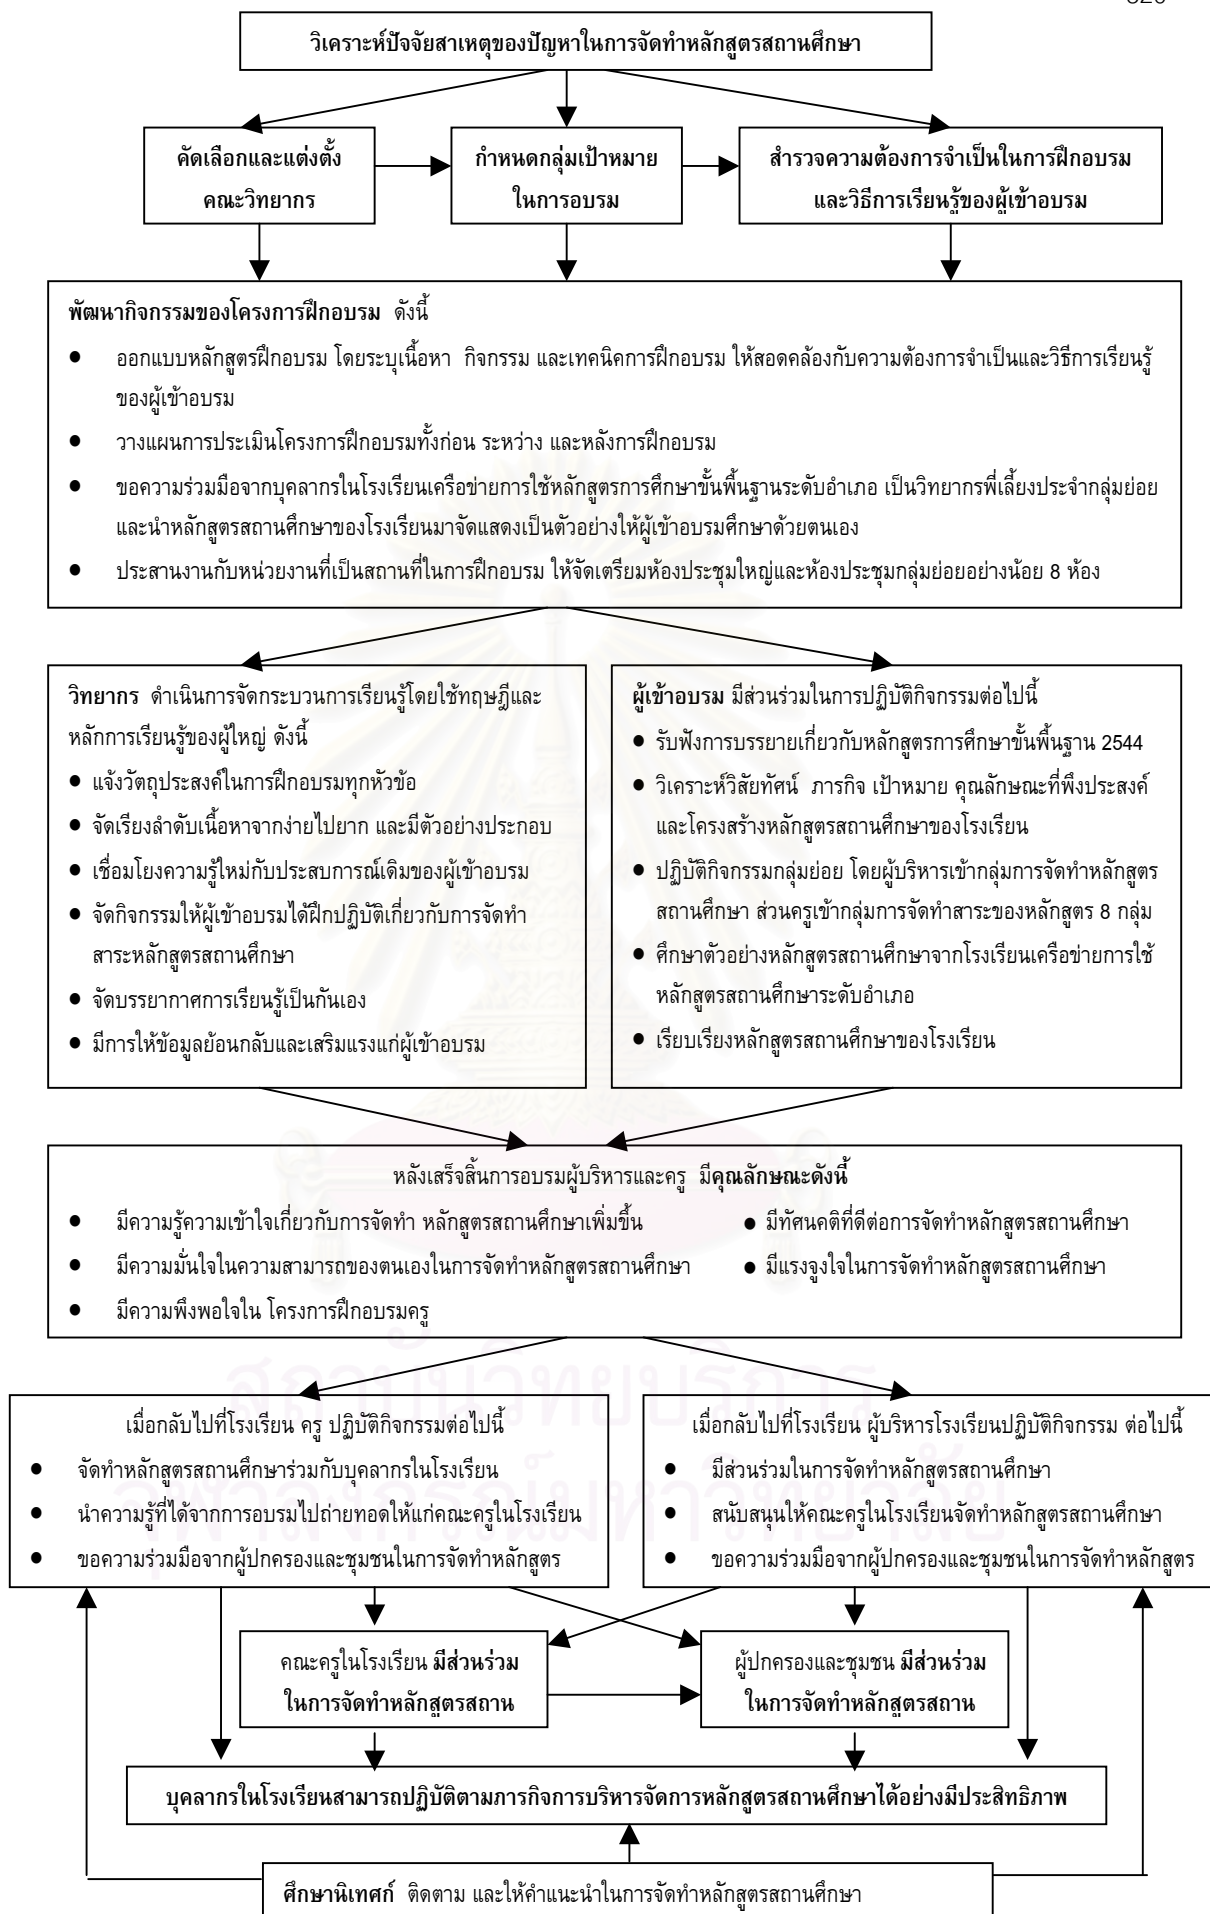 วิเคราะห์ปัจจัยสาเหตุของปัญหาในการจัดทำหลักสูตรสถานศึกษา
คัดเลือกและแต่งตั้ง
คณะวิทยากร
กำหนดกลุ่มเป้าหมาย
ในการอบรม
สำรวจความต้องการจำเป็นในการฝึกอบรม
และวิธีการเรียนรู้ของผู้เข้าอบรม
พัฒนากิจกรรมของโครงการฝึกอบรม ดังนี้
● ออกแบบหลักสูตรฝึกอบรม โดยระบุเนื้อหา กิจกรรม และเทคนิคการฝึกอบรม ให้สอดคล้องกับความต้องการจำเป็นและวิธีการเรียนรู้
ของผู้เข้าอบรม
● วางแผนการประเมินโครงการฝึกอบรมทั้งก่อน ระหว่าง และหลังการฝึกอบรม
● ขอความร่วมมือจากบุคลากรในโรงเรียนเครือข่ายการใช้หลักสูตรการศึกษาขั้นพื้นฐานระดับอำเภอ เป็นวิทยากรพี่เลี้ยงประจำกลุ่มย่อย
และนำหลักสูตรสถานศึกษาของโรงเรียนมาจัดแสดงเป็นตัวอย่างให้ผู้เข้าอบรมศึกษาด้วยตนเอง
● ประสานงานกับหน่วยงานที่เป็นสถานที่ในการฝึกอบรม ให้จัดเตรียมห้องประชุมใหญ่และห้องประชุมกลุ่มย่อยอย่างน้อย 8 ห้อง
วิทยากร ดำเนินการจัดกระบวนการเรียนรู้โดยใช้ทฤษฎีและ
หลักการเรียนรู้ของผู้ใหญ่ ดังนี้
● แจ้งวัตถุประสงค์ในการฝึกอบรมทุกหัวข้อ
● จัดเรียงลำดับเนื้อหาจากง่ายไปยาก และมีตัวอย่างประกอบ
● เชื่อมโยงความรู้ใหม่กับประสบการณ์เดิมของผู้เข้าอบรม
● จัดกิจกรรมให้ผู้เข้าอบรมได้ฝึกปฏิบัติเกี่ยวกับการจัดทำ
สาระหลักสูตรสถานศึกษา
● จัดบรรยากาศการเรียนรู้เป็นกันเอง
● มีการให้ข้อมูลย้อนกลับและเสริมแรงแก่ผู้เข้าอบรม
ผู้เข้าอบรม มีส่วนร่วมในการปฏิบัติกิจกรรมต่อไปนี้
● รับฟังการบรรยายเกี่ยวกับหลักสูตรการศึกษาขั้นพื้นฐาน 2544
● วิเคราะห์วิสัยทัศน์ ภารกิจ เป้าหมาย คุณลักษณะที่พึงประสงค์
และโครงสร้างหลักสูตรสถานศึกษาของโรงเรียน
● ปฏิบัติกิจกรรมกลุ่มย่อย โดยผู้บริหารเข้ากลุ่มการจัดทำหลักสูตร
สถานศึกษา ส่วนครูเข้ากลุ่มการจัดทำสาระของหลักสูตร 8 กลุ่ม
● ศึกษาตัวอย่างหลักสูตรสถานศึกษาจากโรงเรียนเครือข่ายการใช้
หลักสูตรสถานศึกษาระดับอำเภอ
● เรียบเรียงหลักสูตรสถานศึกษาของโรงเรียน
หลังเสร็จสิ้นการอบรมผู้บริหารและครู มีคุณลักษณะดังนี้
● มีความรู้ความเข้าใจเกี่ยวกับการจัดทำ หลักสูตรสถานศึกษาเพิ่มขึ้น ● มีทัศนคติที่ดีต่อการจัดทำหลักสูตรสถานศึกษา
● มีความมั่นใจในความสามารถของตนเองในการจัดทำหลักสูตรสถานศึกษา ● มีแรงจูงใจในการจัดทำหลักสูตรสถานศึกษา
● มีความพึงพอใจใน โครงการฝึกอบรมครู
สถาบันวิทยบริการ
จุฬาลงกรณ์มหาวิทยาลัย
เมื่อกลับไปที่โรงเรียน ครู ปฏิบัติกิจกรรมต่อไปนี้
● จัดทำหลักสูตรสถานศึกษาร่วมกับบุคลากรในโรงเรียน
● นำความรู้ที่ได้จากการอบรมไปถ่ายทอดให้แก่คณะครูในโรงเรียน
● ขอความร่วมมือจากผู้ปกครองและชุมชนในการจัดทำหลักสูตร
เมื่อกลับไปที่โรงเรียน ผู้บริหารโรงเรียนปฏิบัติกิจกรรม ต่อไปนี้
● มีส่วนร่วมในการจัดทำหลักสูตรสถานศึกษา
● สนับสนุนให้คณะครูในโรงเรียนจัดทำหลักสูตรสถานศึกษา
● ขอความร่วมมือจากผู้ปกครองและชุมชนในการจัดทำหลักสูตร
คณะครูในโรงเรียน มีส่วนร่วม
ในการจัดทำหลักสูตรสถาน
ผู้ปกครองและชุมชน มีส่วนร่วม
ในการจัดทำหลักสูตรสถาน
บุคลากรในโรงเรียนสามารถปฏิบัติตามภารกิจการบริหารจัดการหลักสูตรสถานศึกษาได้อย่างมีประสิทธิภาพ
ศึกษานิเทศก์ ติดตาม และให้คำแนะนำในการจัดทำหลักสูตรสถานศึกษา